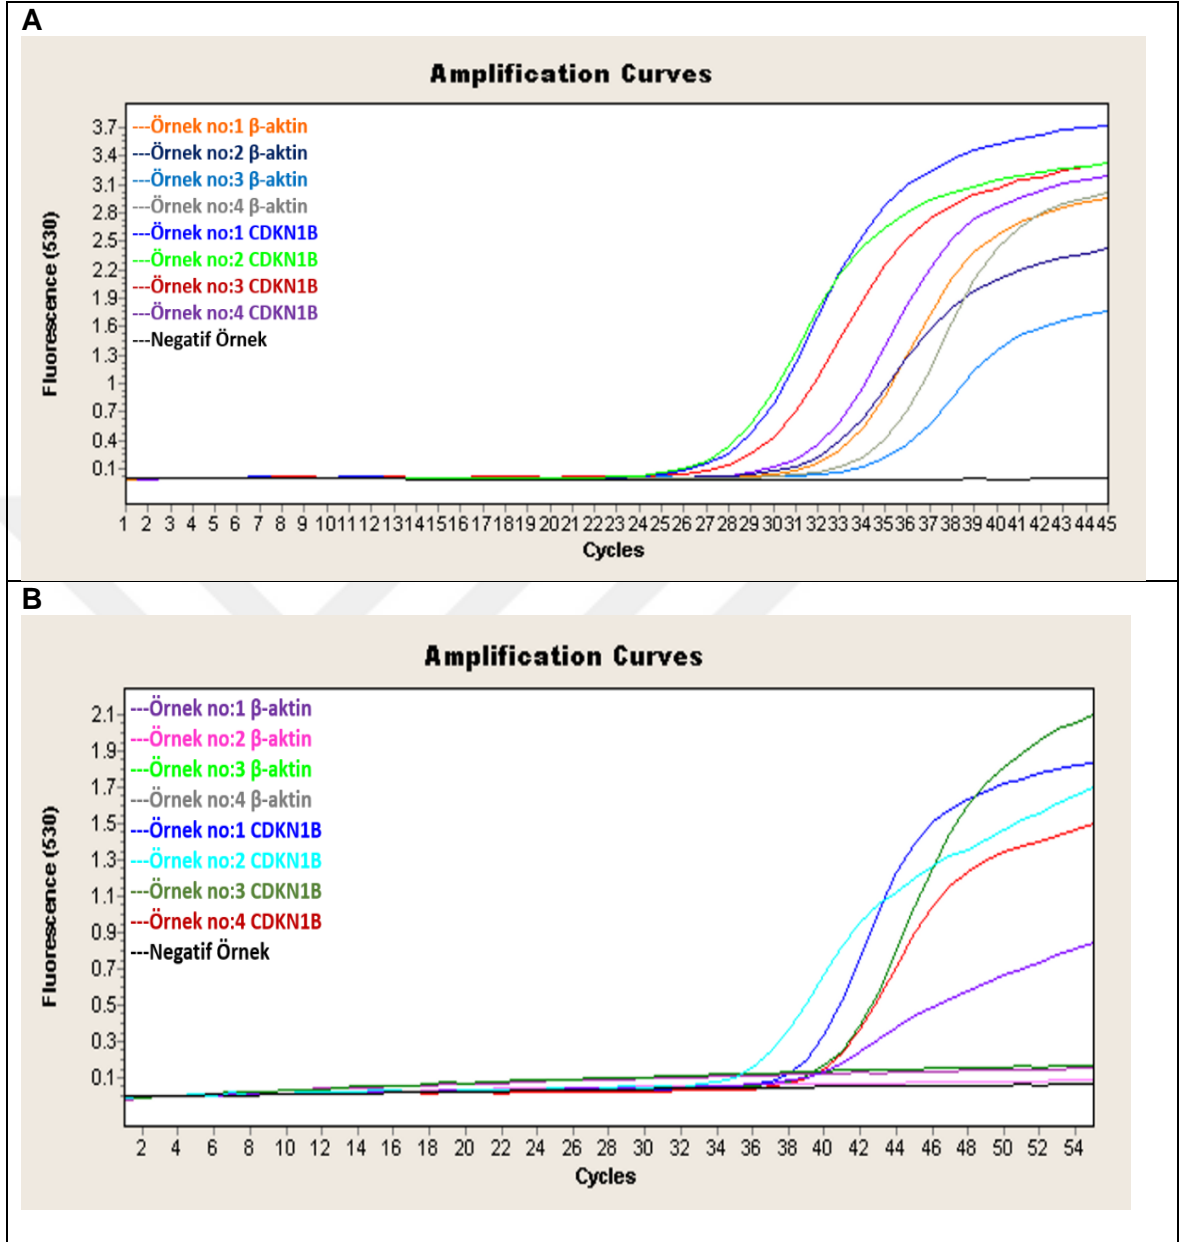 A
Amplification Curves
Fluorescence (530)
3.7
3.4
3.1
2.8
2.5
2.2
1.9
1.6
1.3
1
0.7
0.4
0.1
---Örnek no:1 β-aktin
---Örnek no:2 β-aktin
---Örnek no:3 β-aktin
---Örnek no:4 β-aktin
---Örnek no:1 CDKN1B
---Örnek no:2 CDKN1B
---Örnek no:3 CDKN1B
---Örnek no:4 CDKN1B
---Negatif Örnek
1 2 3 4 5 6 7 8 9 10 11 12 13 14 15 16 17 18 19 20 21 22 23 24 25 26 27 28 29 30 31 32 33 34 35 36 37 38 39 40 41 42 43 44 45
Cycles
B
Amplification Curves
Fluorescence (530)
2.1
1.9
1.7
1.5
1.3
1.1
0.9
0.7
0.5
0.3
0.1
---Örnek no:1 β-aktin
---Örnek no:2 β-aktin
---Örnek no:3 β-aktin
---Örnek no:4 β-aktin
---Örnek no:1 CDKN1B
---Örnek no:2 CDKN1B
---Örnek no:3 CDKN1B
---Örnek no:4 CDKN1B
---Negatif Örnek
2 4 6 8 10 12 14 16 18 20 22 24 26 28 30 32 34 36 38 40 42 44 46 48 50 52 54
Cycles